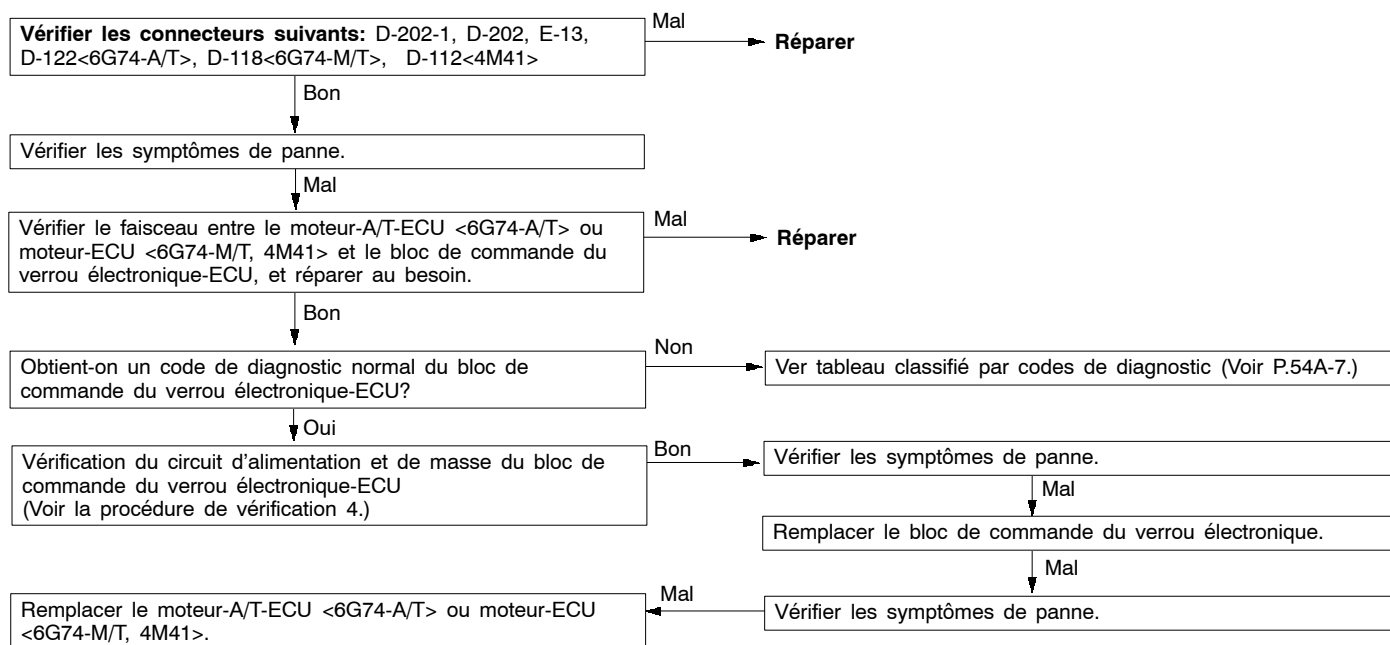 Vérifier les connecteurs suivants: D-202-1, D-202, E-13,
D-122<6G74-A/T>, D-118<6G74-M/T>, D-112<4M41>
Mal
Réparer
Bon
Vérifier les symptômes de panne.
Mal
Vérifier le faisceau entre le moteur-A/T-ECU <6G74-A/T> ou
moteur-ECU <6G74-M/T, 4M41> et le bloc de commande du
verrou électronique-ECU, et réparer au besoin.
Mal
Réparer
Bon
Obtient-on un code de diagnostic normal du bloc de
commande du verrou électronique-ECU?
Non
Ver tableau classifié par codes de diagnostic (Voir P.54A-7.)
Oui
Vérification du circuit d'alimentation et de masse du bloc de
commande du verrou électronique-ECU
(Voir la procédure de vérification 4.)
Bon
Vérifier les symptômes de panne.
Mal
Remplacer le bloc de commande du verrou électronique.
Mal
Vérifier les symptômes de panne.
Mal
Remplacer le moteur-A/T-ECU <6G74-A/T> ou moteur-ECU
<6G74-M/T, 4M41>.